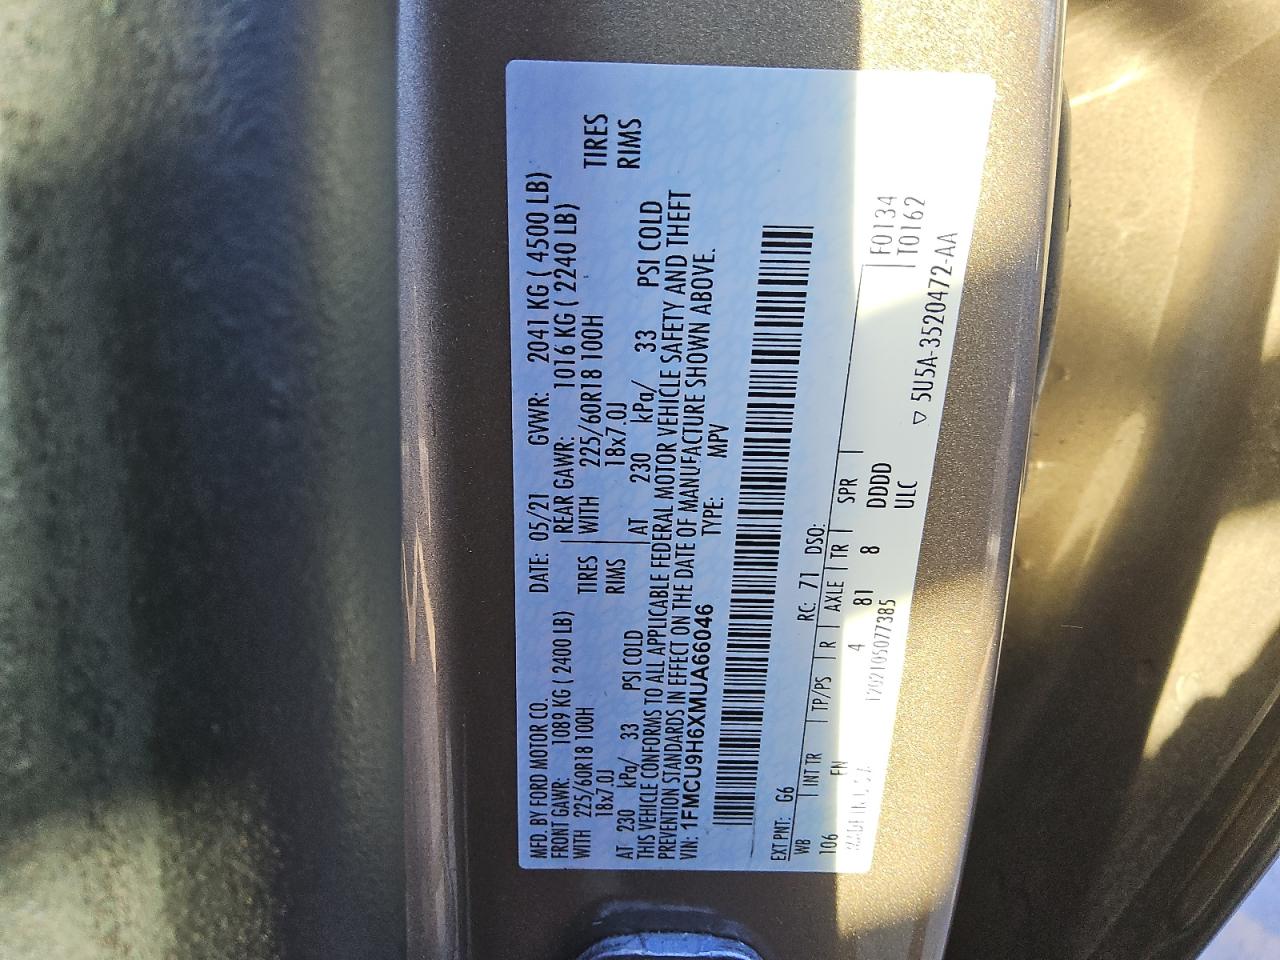 MFD. BY FORD MOTOR CO.
DATE: 05/21 GVWR: 2041 KG ( 4500 LB)
FRONT GAWR: 1089 KG ( 2400 LB)
REAR GAWR: 1016 KG ( 2240 LB)
WITH 225/60R18 100H TIRES
WITH 225/60R18 100H TIRES
18x7.0J RIMS
18x7.0J RIMS
AT 230 kPa/ 33 PSI COLD
AT 230 kPa/ 33 PSI COLD
THIS VEHICLE CONFORMS TO ALL APPLICABLE FEDERAL MOTOR VEHICLE SAFETY AND THEFT
PREVENTION STANDARDS IN EFFECT ON THE DATE OF MANUFACTURE SHOWN ABOVE.
VIN: 1FMCU9H6XMUA66046 TYPE: MPV
EXT PNT: G6 RC: 71 DSO:
WB INT TR TP/PS R AXLE TR SPR
106 EN 4 81 8 DDDD
ULC
F0134
T0162
▽ 5U5A-3520472-AA